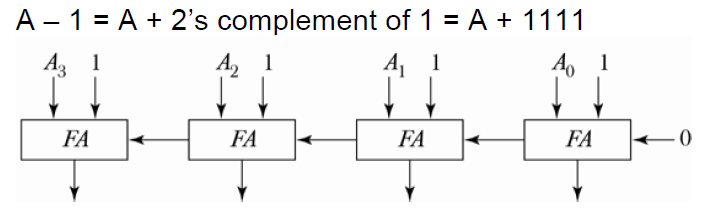 A – 1 = A + 2's complement of 1 = A + 1111
A3 1 A2 1 A1 1 A0 1
FA FA FA FA 0